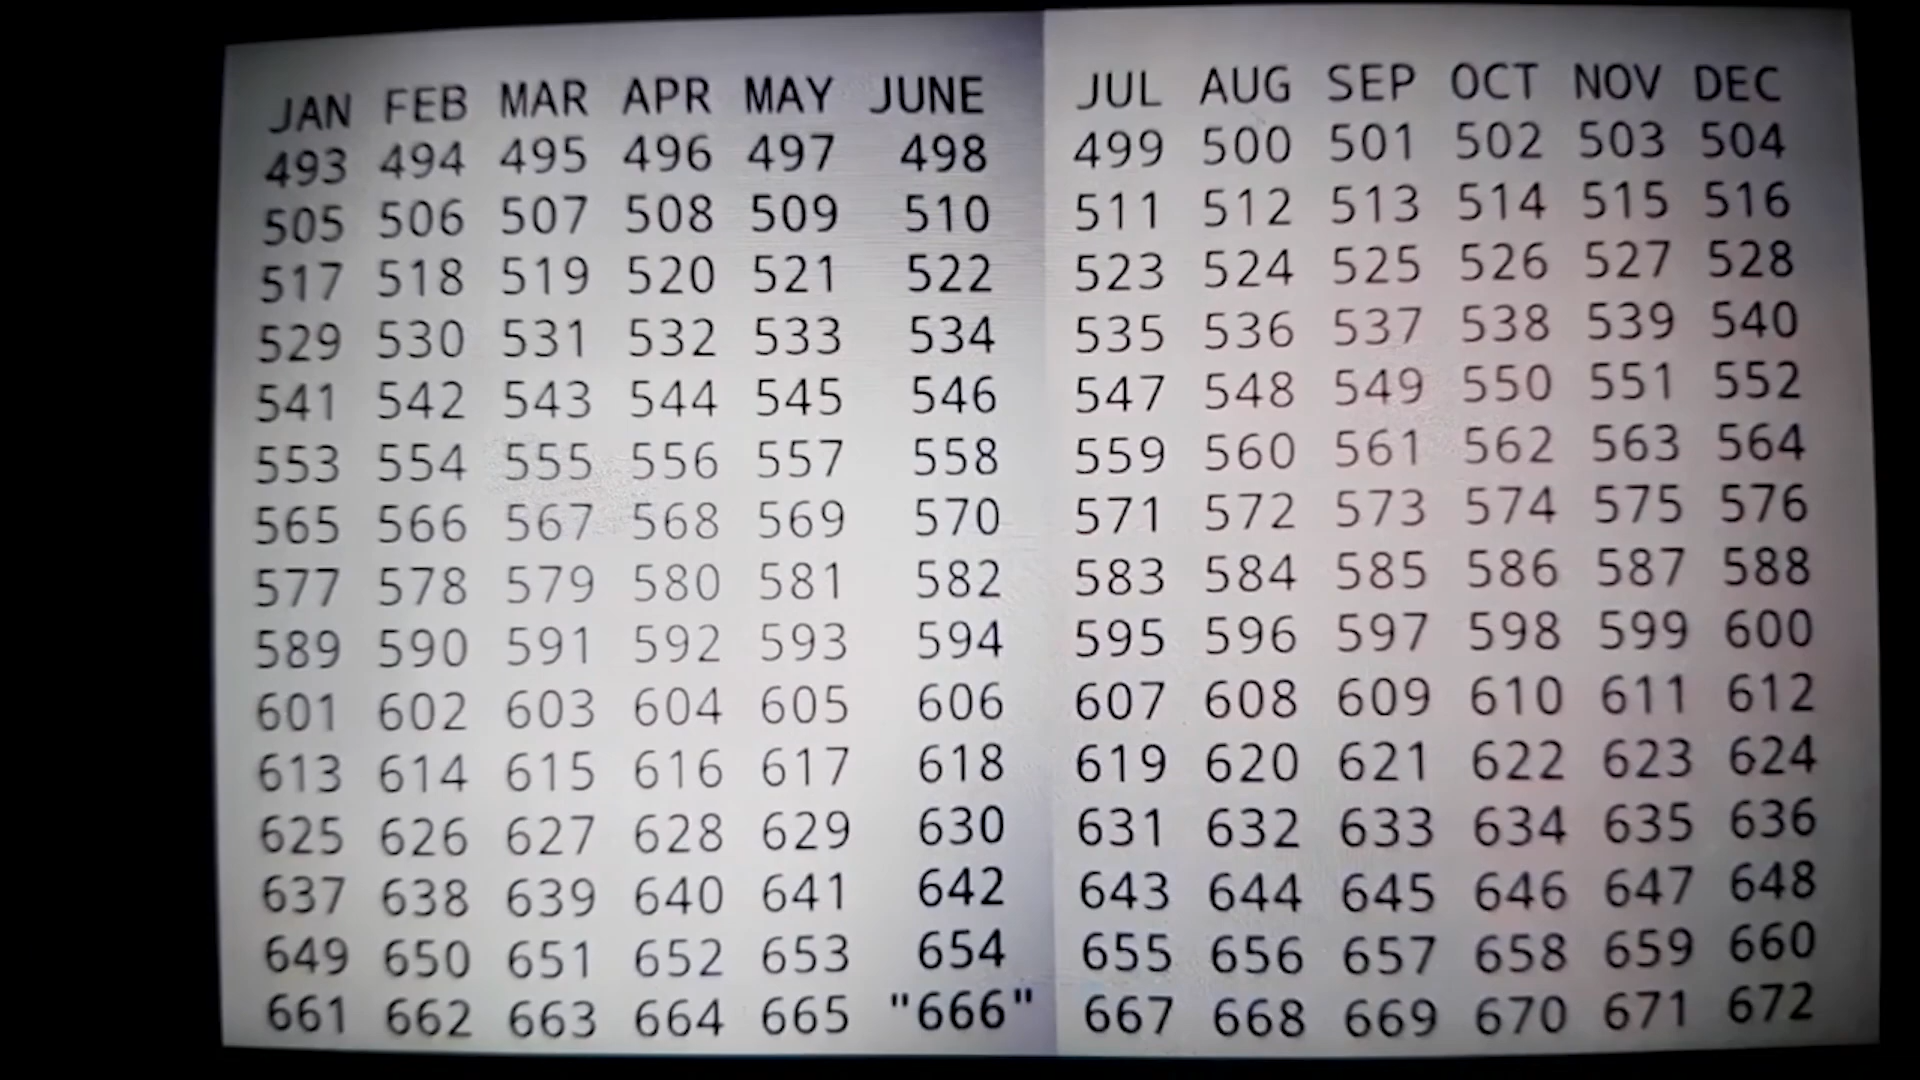 JAN FEB MAR APR MAY JUNE JUL AUG SEP OCT NOV DEC
493 494 495 496 497 498 499 500 501 502 503 504
505 506 507 508 509 510 511 512 513 514 515 516
517 518 519 520 521 522 523 524 525 526 527 528
529 530 531 532 533 534 535 536 537 538 539 540
541 542 543 544 545 546 547 548 549 550 551 552
553 554 555 556 557 558 559 560 561 562 563 564
565 566 567 568 569 570 571 572 573 574 575 576
577 578 579 580 581 582 583 584 585 586 587 588
589 590 591 592 593 594 595 596 597 598 599 600
601 602 603 604 605 606 607 608 609 610 611 612
613 614 615 616 617 618 619 620 621 622 623 624
625 626 627 628 629 630 631 632 633 634 635 636
637 638 639 640 641 642 643 644 645 646 647 648
649 650 651 652 653 654 655 656 657 658 659 660
661 662 663 664 665 "666" 667 668 669 670 671 672